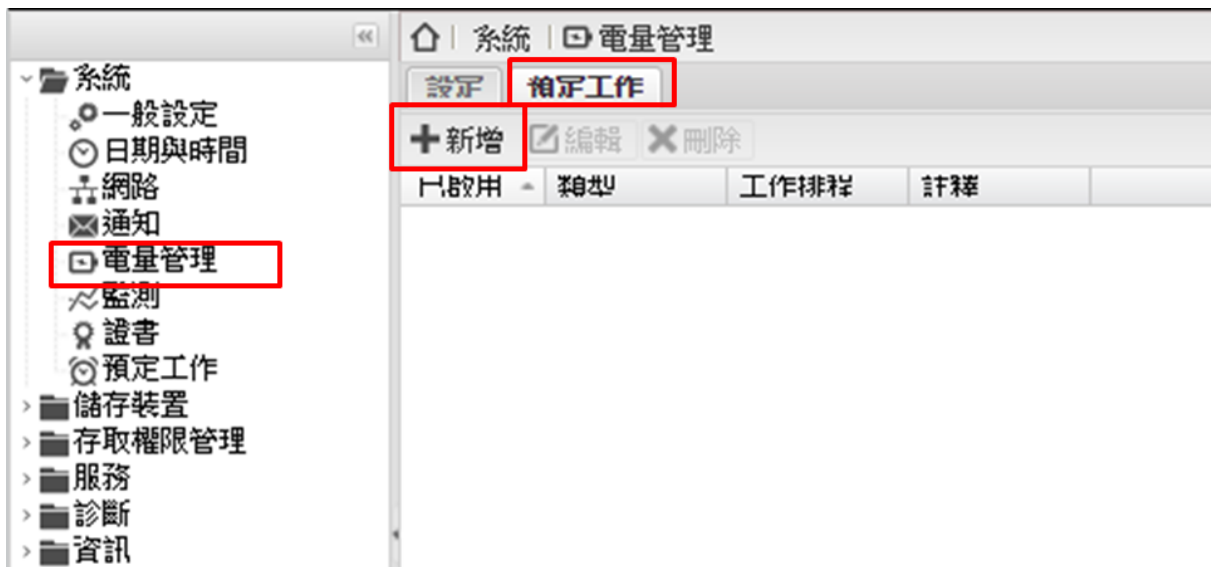 系統 | 電量管理
系統
一般設定
日期與時間
網路
通知
電量管理
監測
證書
預定工作
儲存裝置
存取權限管理
服務
診斷
資訊
設定 預定工作
新增 編輯 刪除
已啟用 類型 工作排程 註釋